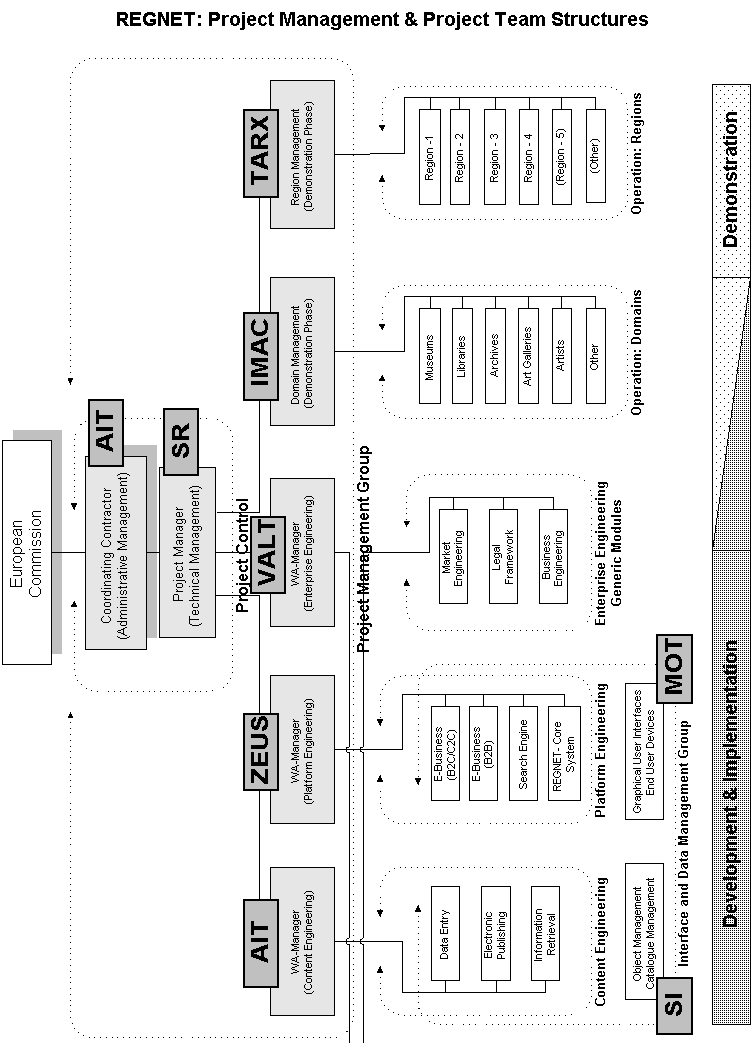 REGNET: Project Management & Project Team Structures
European
Commission
AIT
Coordinating Contractor
(Administrative Management)
SR
Project Manager
(Technical Management)
Project Control
AIT
WA-Manager
(Content Engineering)
ZEUS
WA-Manager
(Platform Engineering)
VALT
WA-Manager
(Enterprise Engineering)
IMAC
Domain Management
(Demonstration Phase)
TARX
Region Management
(Demonstration Phase)
Project Management Group
Data Entry
Electronic
Publishing
Information
Retrieval
Content Engineering
E-Business
(B2C/C2C)
E-Business
(B2B)
Search Engine
REGNET- Core
System
Platform Engineering
Market
Engineering
Legal
Framework
Business
Engineering
Enterprise Engineering
Generic Modules
Museums
Libraries
Archives
Art Galleries
Artists
Other
Operation: Domains
Region -1
Region - 2
Region - 3
Region - 4
(Region - 5)
(Other)
Operation: Regions
SI
Object Management
Catalogue Management
Graphical User Interfaces
End User Devices
MOT
Interface and Data Management Group
Development & Implementation
Demonstration